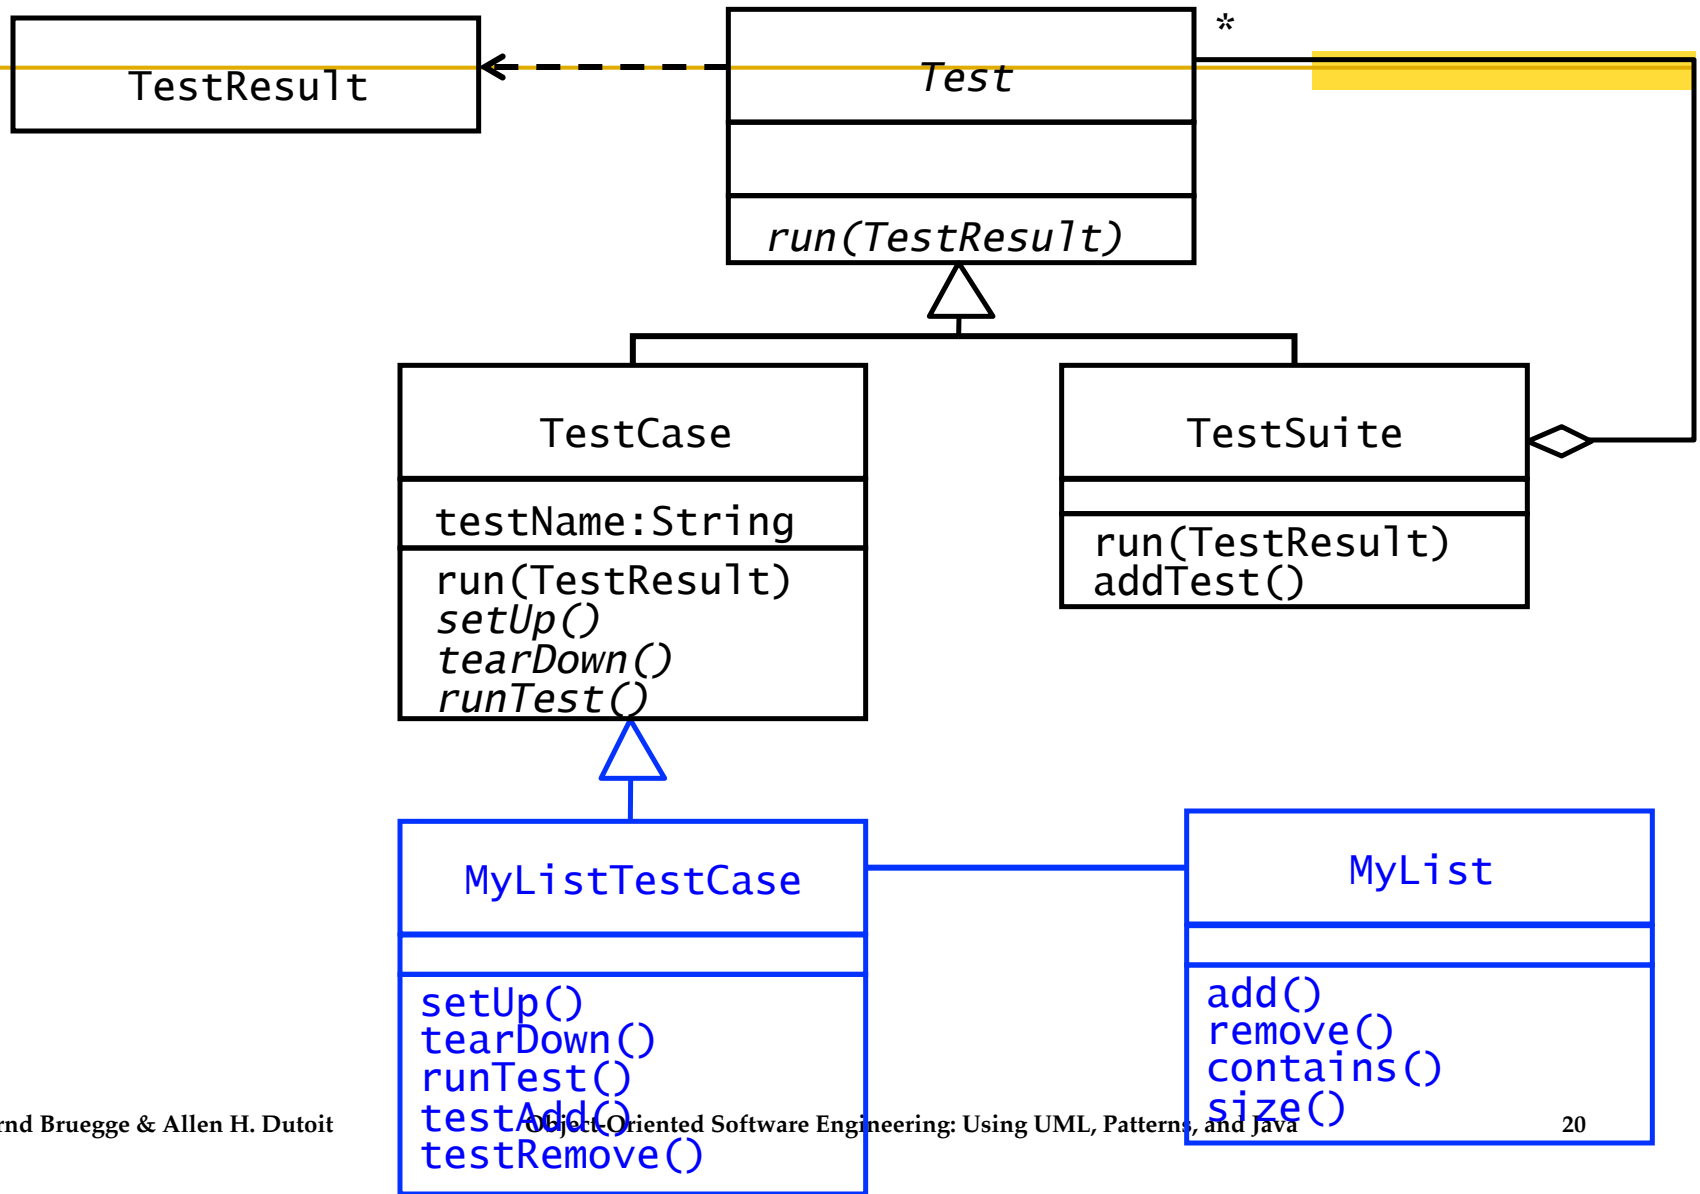 TestResult
Test
*
run(TestResult)
TestCase
testName:String
run(TestResult)
setUp()
tearDown()
runTest()
TestSuite
run(TestResult)
addTest()
MyListTestCase
setUp()
tearDown()
runTest()
testAdd()
testRemove()
MyList
add()
remove()
contains()
size()
rnd Bruegge & Allen H. Dutoit
Object-Oriented Software Engineering: Using UML, Patterns, and Java
20